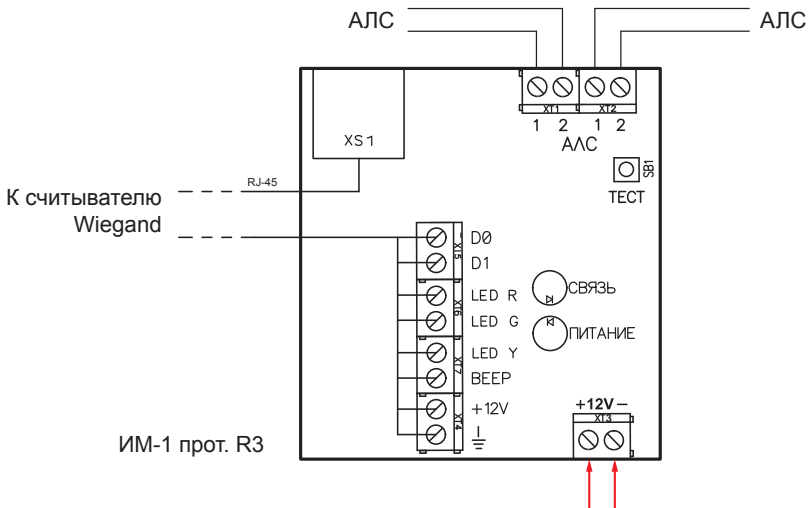 АЛС
АЛС
XT1
XT2
1 2
1 2
АЛС
XS1
SB1
ТЕСТ
RJ-45
К считывателю
Wiegand
XT5
D0
D1
XT6
LED R
LED G
XT7
LED Y
BEEP
XT4
+12V
СВЯЗЬ
ПИТАНИЕ
+12V–
XT3
ИМ-1 прот. R3